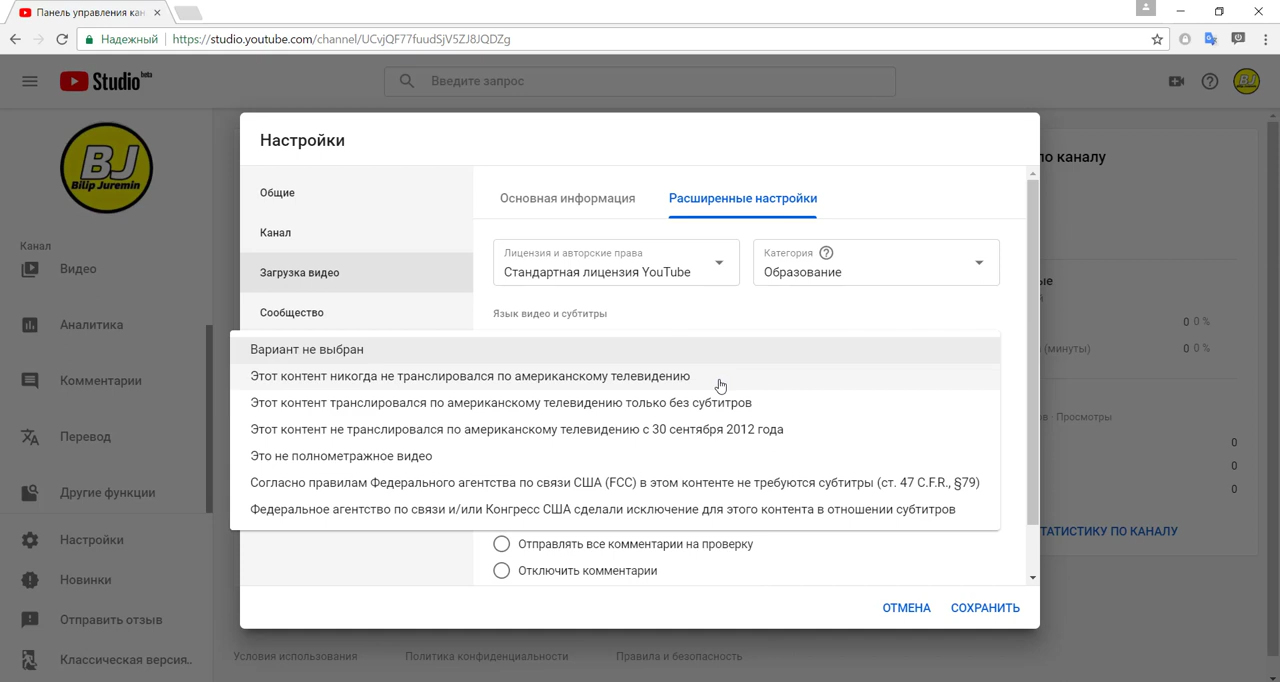 Панель управления кан
Надежный
https://studio.youtube.com/channel/UCvjQF77fuudSjV5ZJ8JQDZg
Studio beta
Введите запрос
BJ
BJ
Bilip Juremin
Канал
Видео
Аналитика
Комментарии
Перевод
Другие функции
Настройки
Новинки
Отправить отзыв
Классическая версия..
Настройки
Общие
Канал
Загрузка видео
Сообщество
Основная информация
Расширенные настройки
Лицензия и авторские права
Стандартная лицензия YouTube
Категория
Образование
Язык видео и субтитры
Вариант не выбран
Этот контент никогда не транслировался по американскому телевидению
Этот контент транслировался по американскому телевидению только без субтитров
Этот контент не транслировался по американскому телевидению с 30 сентября 2012 года
Это не полнометражное видео
Согласно правилам Федерального агентства по связи США (FCC) в этом контенте не требуются субтитры (ст. 47 C.F.R., §79)
Федеральное агентство по связи и/или Конгресс США сделали исключение для этого контента в отношении субтитров
Отправлять все комментарии на проверку
Отключить комментарии
ОТМЕНА
СОХРАНИТЬ
по каналу
ые
0 0 %
(минуты)
0 0 %
ов · Просмотры
0
0
0
ТАТИСТИКУ ПО КАНАЛУ
Условия использования
Политика конфиденциальности
Правила и безопасность